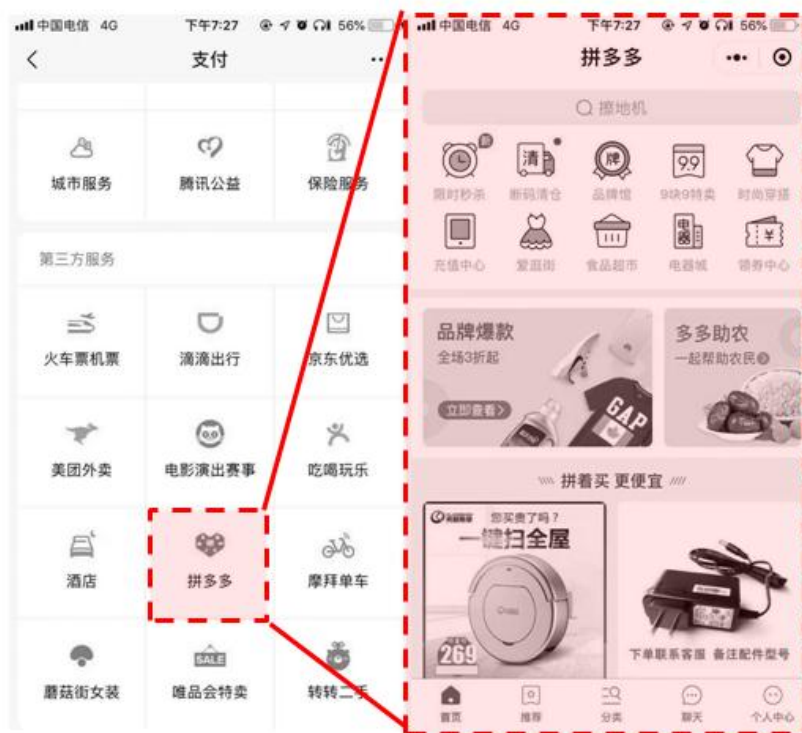 中国电信 4G 下午7:27 56%
支付
城市服务 腾讯公益 保险服务
第三方服务
火车票机票 滴滴出行 京东优选
美团外卖 电影演出赛事 吃喝玩乐
酒店 拼多多 摩拜单车
SALE
蘑菇街女装 唯品会特卖 转转二手
中国电信 4G 下午7:27 56%
拼多多
擦地机
清 牌 9.9
限时秒杀 断码清仓 品牌馆 9块9特卖 时尚穿搭
电器 ¥
充值中心 爱逛街 食品超市 电器城 领券中心
品牌爆款 多多助农
全场3折起 一起帮助农民
立即查看
GAP
拼着买 更便宜
您买贵了吗?
一键扫全屋
269
下单联系客服 备注配件型号
首页 推荐 分类 聊天 个人中心